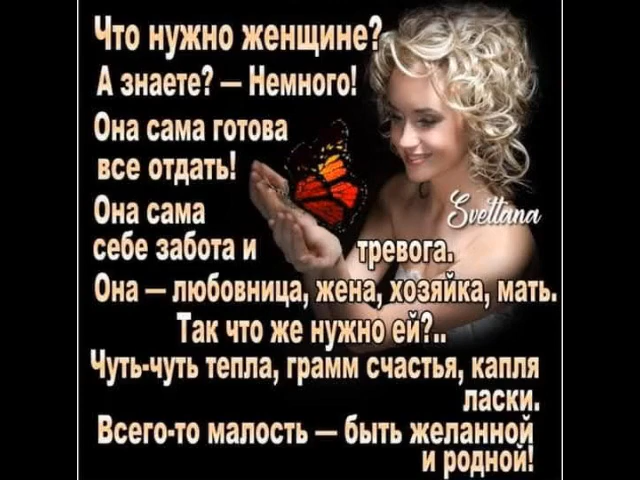 Что нужно женщине?
А знаете? — Немного!
Она сама готова
все отдать!
Она сама
Svettana
себе забота и тревога.
Она — любовница, жена, хозяйка, мать.
Так что же нужно ей?..
Чуть-чуть тепла, грамм счастья, капля
ласки.
Всего-то малость — быть желанной
и родной!